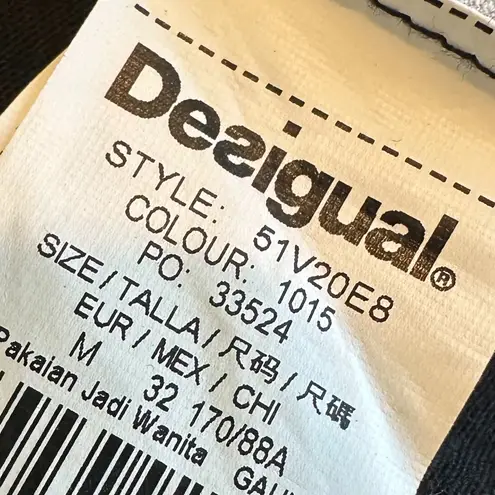 Desigual®
STYLE: 51V20E8
COLOUR: 1015
PO: 33524
SIZE / TALLA / 尺码 / 尺碼
EUR / MEX / CHI
M 32 170/88A
Pakaian Jadi Wanita